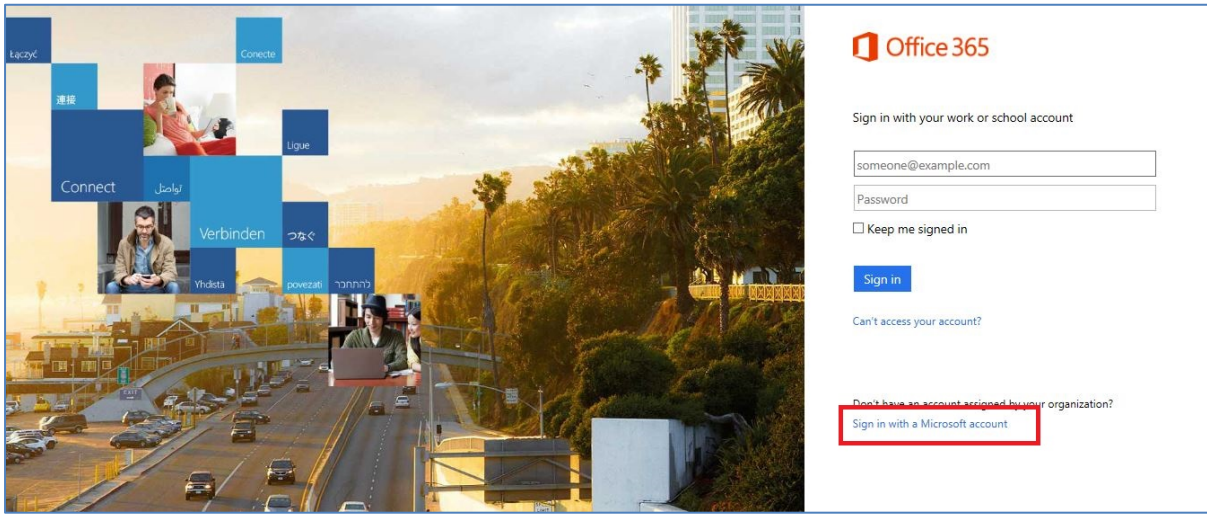 Łączyć
Conecte
連接
Ligue
Connect
تواصل
Verbinden
つなぐ
Yhdistä
povezati
להתחבר
EXIT
Office 365
Sign in with your work or school account
someone@example.com
Password
Keep me signed in
Sign in
Can't access your account?
Don't have an account assigned by your organization?
Sign in with a Microsoft account